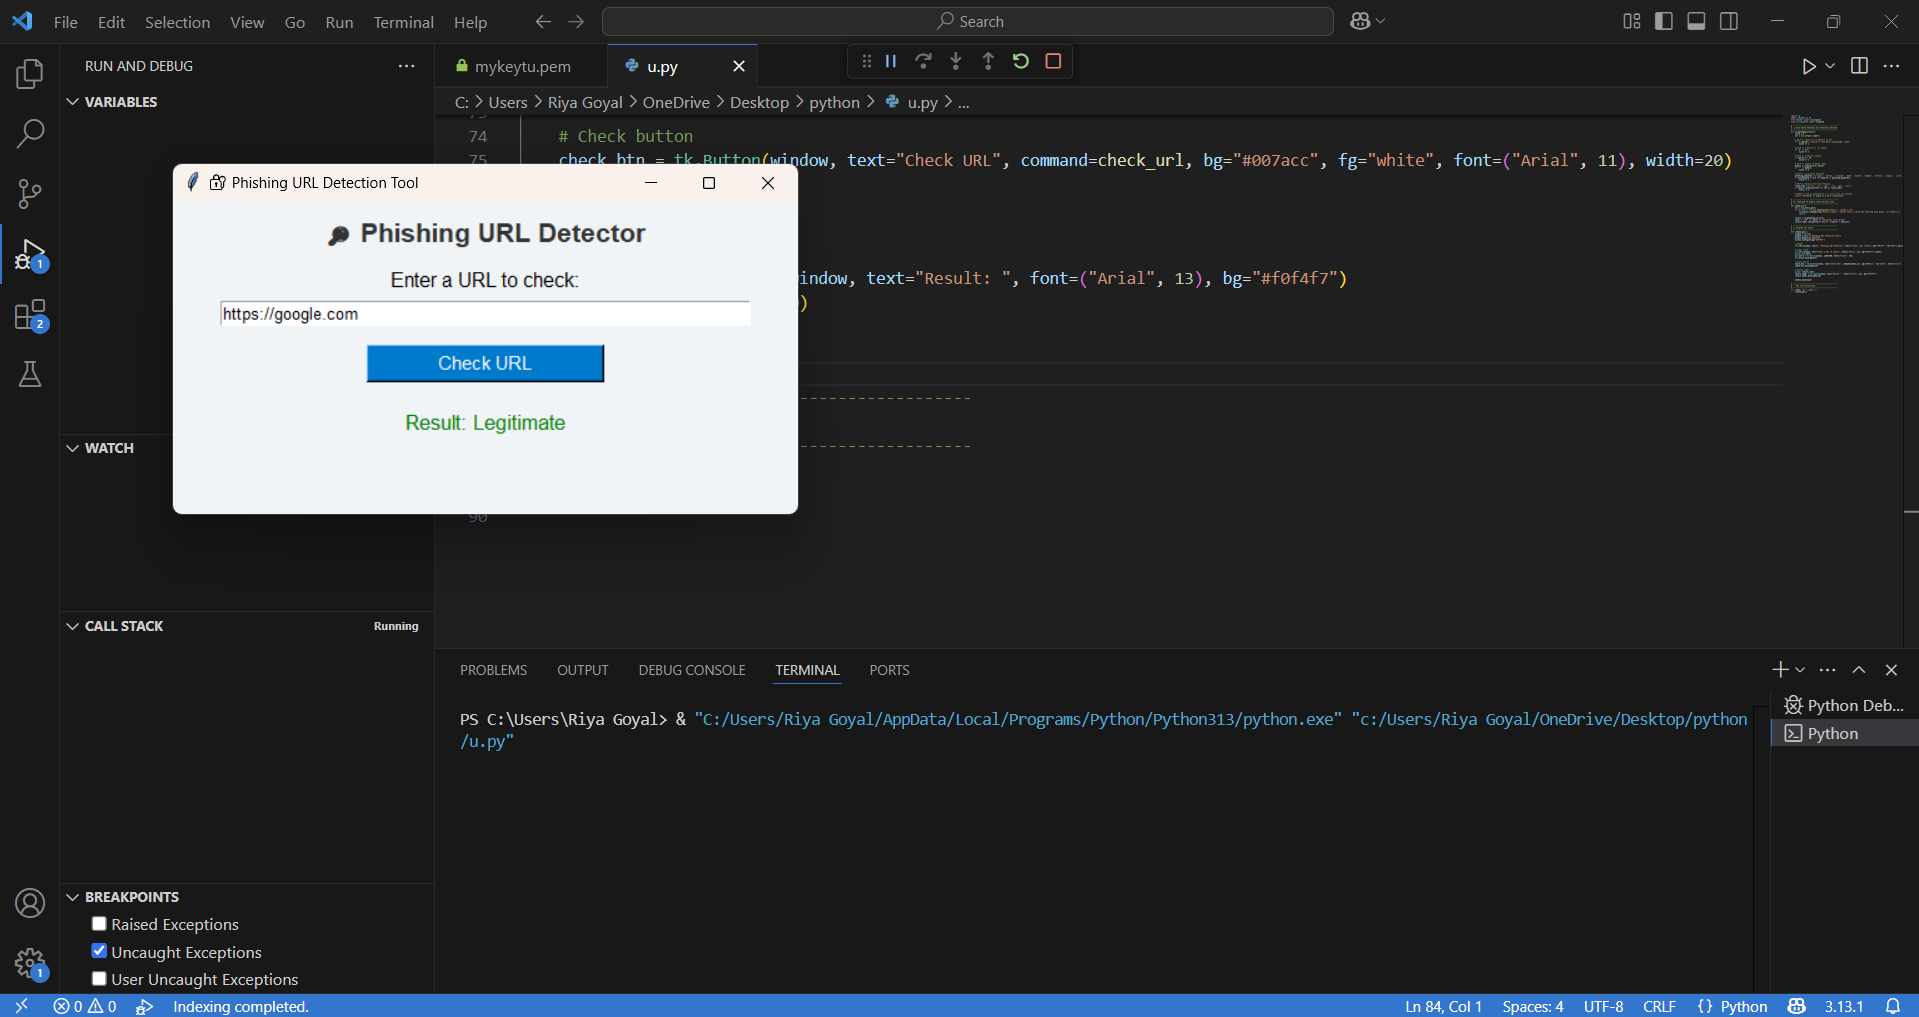 File Edit Selection View Go Run Terminal Help
Search
RUN AND DEBUG
mykeytu.pem
u.py
VARIABLES
C: > Users > Riya Goyal > OneDrive > Desktop > python > u.py > ...
74 # Check button
75 check_btn = tk.Button(window, text="Check URL", command=check_url, bg="#007acc", fg="white", font=("Arial", 11), width=20)
Phishing URL Detection Tool
Phishing URL Detector
Enter a URL to check:
window, text="Result: ", font=("Arial", 13), bg="#f0f4f7")
)
https://google.com
Check URL
------------------
Result: Legitimate
------------------
WATCH
90
CALL STACK
Running
PROBLEMS OUTPUT DEBUG CONSOLE TERMINAL PORTS
Python Deb...
Python
PS C:\Users\Riya Goyal> & "C:/Users/Riya Goyal/AppData/Local/Programs/Python/Python313/python.exe" "c:/Users/Riya Goyal/OneDrive/Desktop/python
/u.py"
BREAKPOINTS
Raised Exceptions
Uncaught Exceptions
User Uncaught Exceptions
1
2
1
0 0 Indexing completed.
Ln 84, Col 1 Spaces: 4 UTF-8 CRLF {} Python 3.13.1